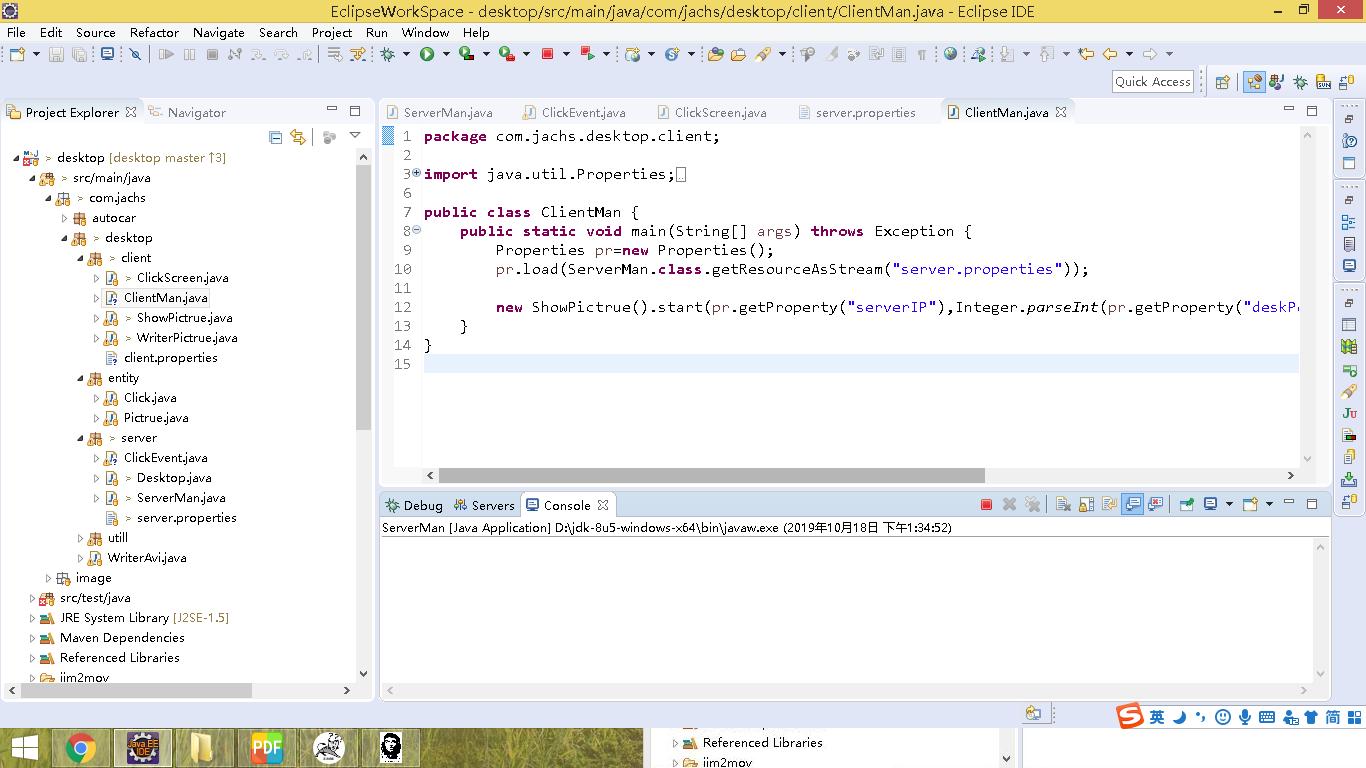 EclipseWorkSpace - desktop/src/main/java/com/jachs/desktop/client/ClientMan.java - Eclipse IDE
File Edit Source Refactor Navigate Search Project Run Window Help
Quick Access
Project Explorer Navigator
> desktop [desktop master ↑3]
> src/main/java
> com.jachs
autocar
> desktop
> client
> ClickScreen.java
ClientMan.java
> ShowPictrue.java
> WriterPictrue.java
client.properties
entity
Click.java
Pictrue.java
> server
ClickEvent.java
> Desktop.java
> ServerMan.java
> server.properties
utill
WriterAvi.java
image
src/test/java
JRE System Library [J2SE-1.5]
Maven Dependencies
Referenced Libraries
jim2mov
ServerMan.java ClickEvent.java ClickScreen.java server.properties ClientMan.java
1 package com.jachs.desktop.client;
2
3 import java.util.Properties;
6
7 public class ClientMan {
8 public static void main(String[] args) throws Exception {
9 Properties pr=new Properties();
10 pr.load(ServerMan.class.getResourceAsStream("server.properties"));
11
12 new ShowPictrue().start(pr.getProperty("serverIP"),Integer.parseInt(pr.getProperty("deskP
13 }
14 }
15
Debug Servers Console
ServerMan [Java Application] D:\jdk-8u5-windows-x64\bin\javaw.exe (2019年10月18日 下午1:34:52)
Ju
英 简
Java EE
IDE
PDF
Referenced Libraries
jim2mov